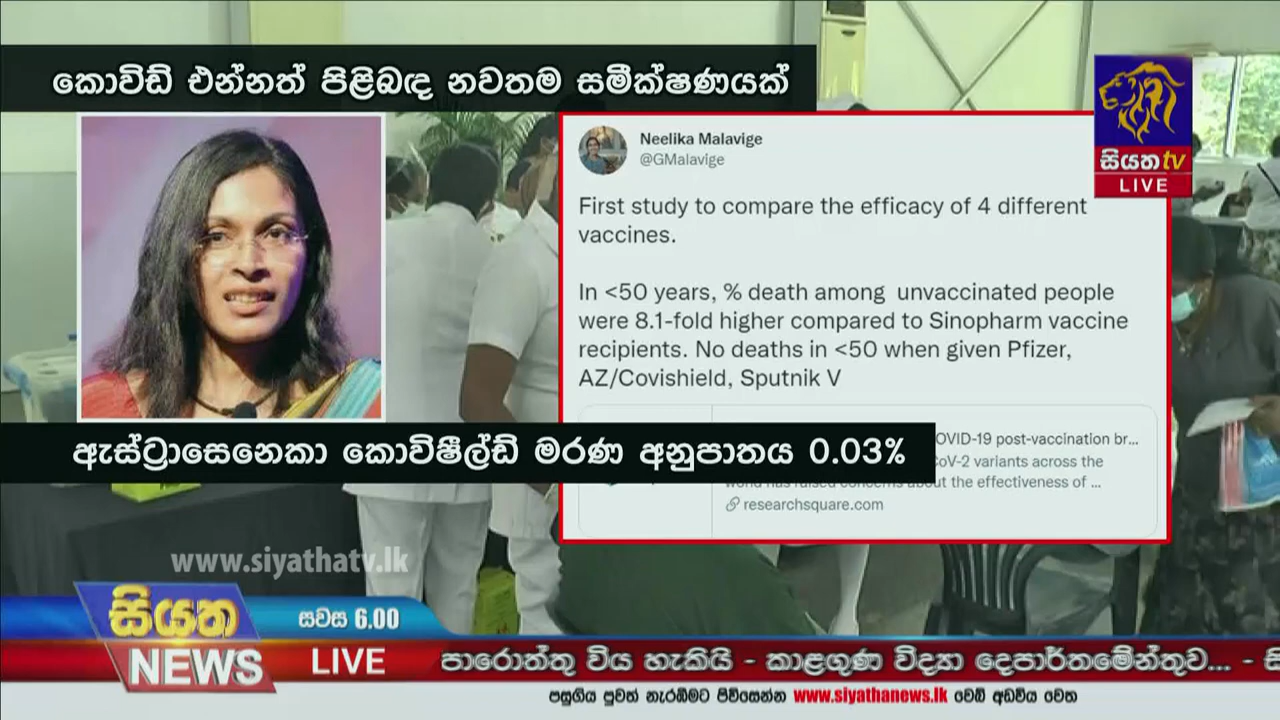 කොවිඩ් එන්නත් පිළිබඳ නවතම සමීක්ෂණයක්
සියත tv
LIVE
Neelika Malavige
@GMalavige
First study to compare the efficacy of 4 different
vaccines.
In <50 years, % death among unvaccinated people
were 8.1-fold higher compared to Sinopharm vaccine
recipients. No deaths in <50 when given Pfizer,
AZ/Covishield, Sputnik V
OVID-19 post-vaccination br...
CoV-2 variants across the
world has raised concerns about the effectiveness of ...
researchsquare.com
ඇස්ට්‍රාසෙනෙකා කොවිෂීල්ඩ් මරණ අනුපාතය 0.03%
www.siyathatv.lk
සියත
NEWS
සවස 6.00
LIVE
පාරොත්තු විය හැකියි - කාළගුණ විද්‍යා දෙපාර්තමේන්තුව... - සි
පසුගිය පුවත් නැරඹීමට පිවිසෙන්න www.siyathanews.lk වෙබ් අඩවිය වෙත